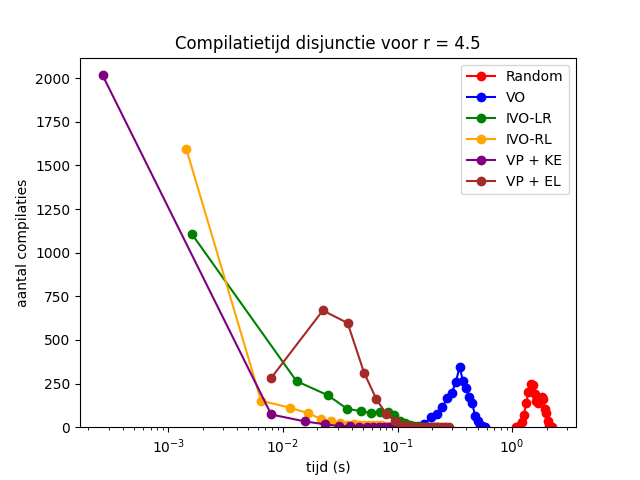 Compilatietijd disjunctie voor r = 4.5
aantal compilaties
2000
1750
1500
1250
1000
750
500
250
0
Random
VO
IVO-LR
IVO-RL
VP + KE
VP + EL
10⁻³
10⁻²
10⁻¹
10⁰
tijd (s)